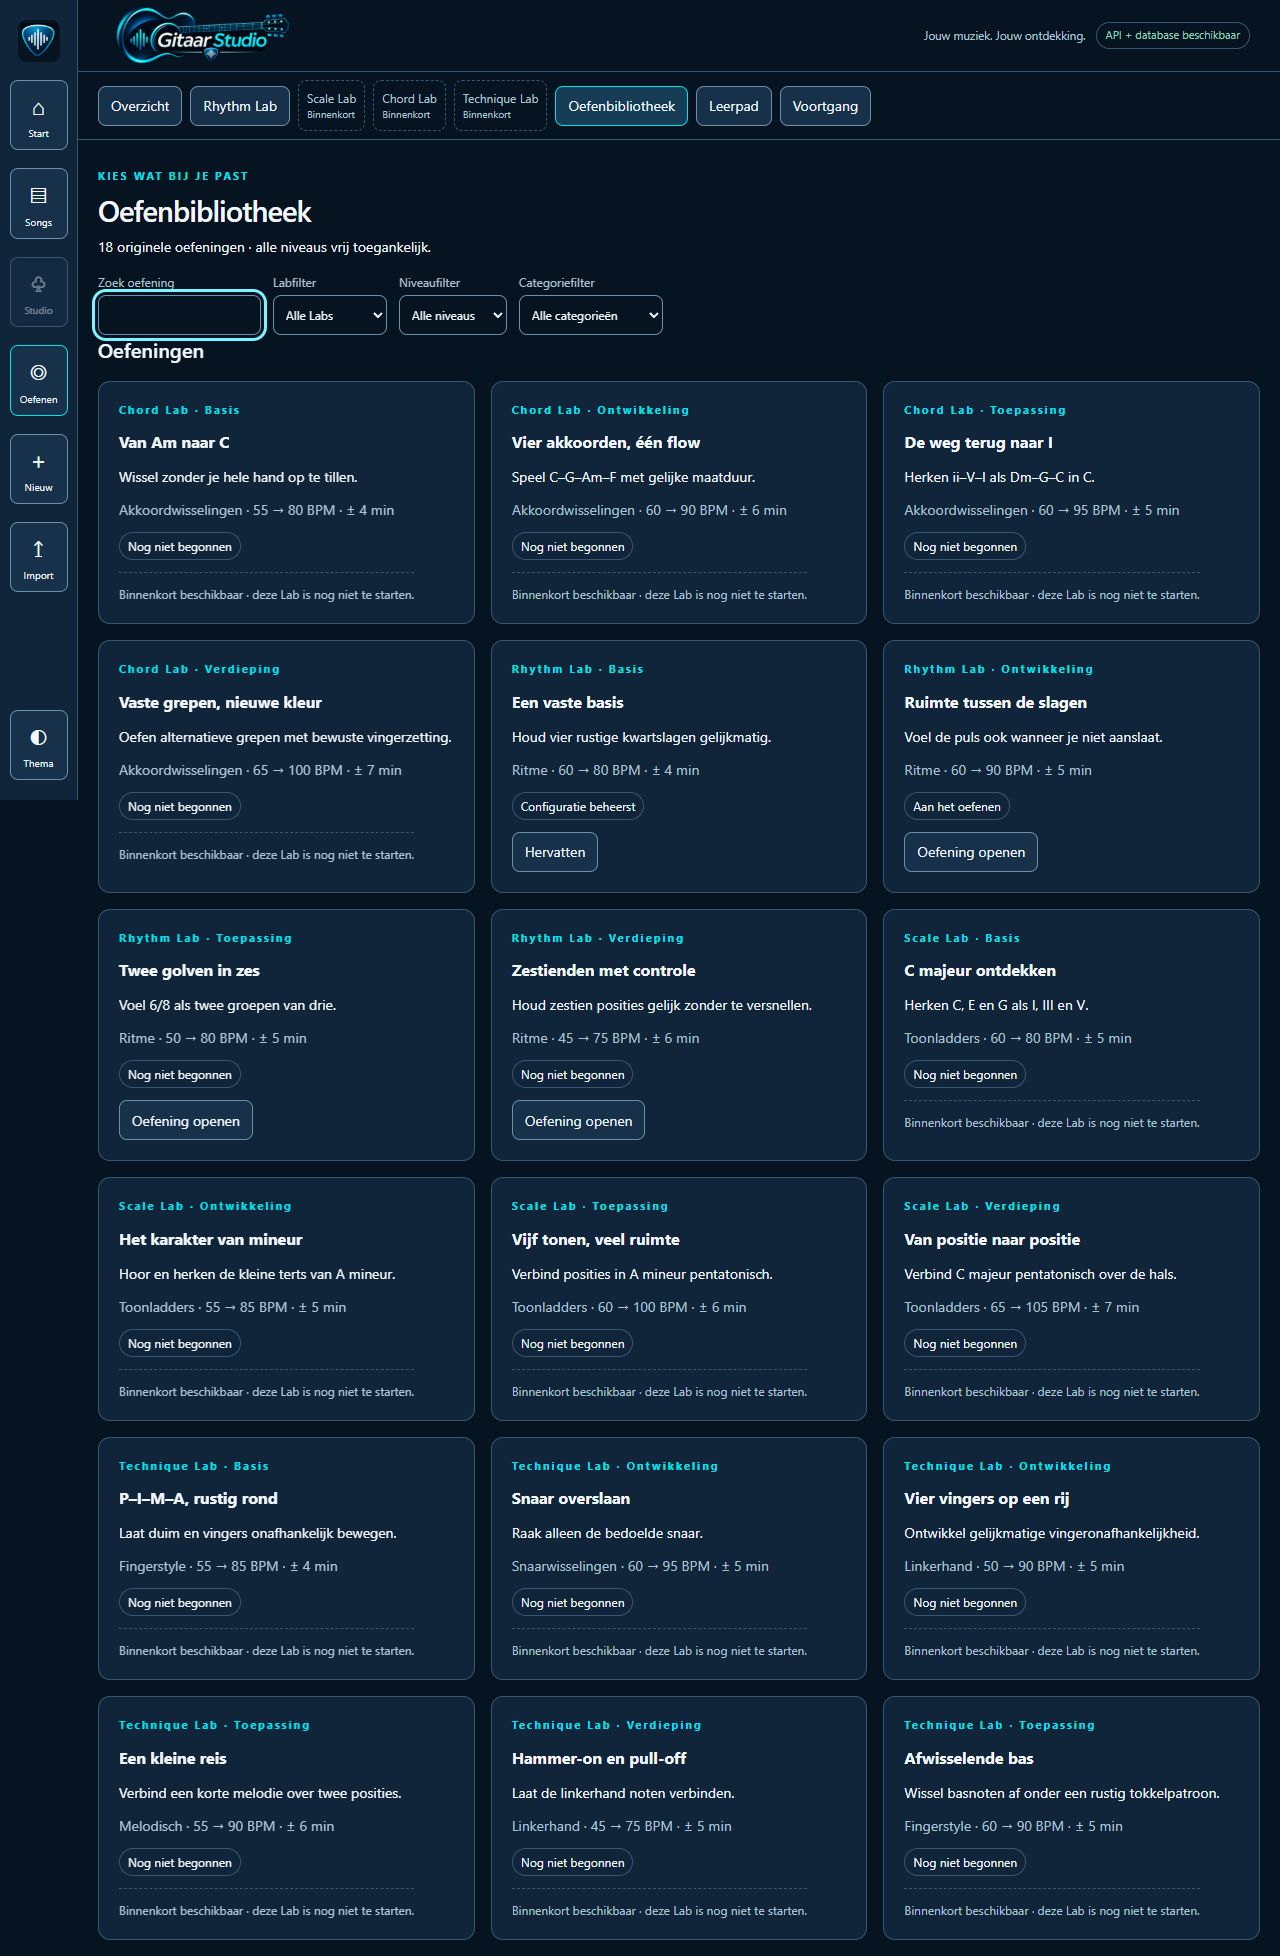 GitaarStudio
Jouw muziek. Jouw ontdekking.
API + database beschikbaar
Start
Songs
Studio
Oefenen
Nieuw
Import
Thema
Overzicht
Rhythm Lab
Scale Lab
Binnenkort
Chord Lab
Binnenkort
Technique Lab
Binnenkort
Oefenbibliotheek
Leerpad
Voortgang
KIES WAT BIJ JE PAST
Oefenbibliotheek
18 originele oefeningen · alle niveaus vrij toegankelijk.
Zoek oefening
Labfilter
Alle Labs
Niveaufilter
Alle niveaus
Categoriefilter
Alle categorieën
Oefeningen
Chord Lab · Basis
Van Am naar C
Wissel zonder je hele hand op te tillen.
Akkoordwisselingen · 55 → 80 BPM · ± 4 min
Nog niet begonnen
Binnenkort beschikbaar · deze Lab is nog niet te starten.
Chord Lab · Ontwikkeling
Vier akkoorden, één flow
Speel C–G–Am–F met gelijke maatduur.
Akkoordwisselingen · 60 → 90 BPM · ± 6 min
Nog niet begonnen
Binnenkort beschikbaar · deze Lab is nog niet te starten.
Chord Lab · Toepassing
De weg terug naar I
Herken ii–V–I als Dm–G–C in C.
Akkoordwisselingen · 60 → 95 BPM · ± 5 min
Nog niet begonnen
Binnenkort beschikbaar · deze Lab is nog niet te starten.
Chord Lab · Verdieping
Vaste grepen, nieuwe kleur
Oefen alternatieve grepen met bewuste vingerzetting.
Akkoordwisselingen · 65 → 100 BPM · ± 7 min
Nog niet begonnen
Binnenkort beschikbaar · deze Lab is nog niet te starten.
Rhythm Lab · Basis
Een vaste basis
Houd vier rustige kwartslagen gelijkmatig.
Ritme · 60 → 80 BPM · ± 4 min
Configuratie beheerst
Hervatten
Rhythm Lab · Ontwikkeling
Ruimte tussen de slagen
Voel de puls ook wanneer je niet aanslaat.
Ritme · 60 → 90 BPM · ± 5 min
Aan het oefenen
Oefening openen
Rhythm Lab · Toepassing
Twee golven in zes
Voel 6/8 als twee groepen van drie.
Ritme · 50 → 80 BPM · ± 5 min
Nog niet begonnen
Oefening openen
Rhythm Lab · Verdieping
Zestienden met controle
Houd zestien posities gelijk zonder te versnellen.
Ritme · 45 → 75 BPM · ± 6 min
Nog niet begonnen
Oefening openen
Scale Lab · Basis
C majeur ontdekken
Herken C, E en G als I, III en V.
Toonladders · 60 → 80 BPM · ± 5 min
Nog niet begonnen
Binnenkort beschikbaar · deze Lab is nog niet te starten.
Scale Lab · Ontwikkeling
Het karakter van mineur
Hoor en herken de kleine terts van A mineur.
Toonladders · 55 → 85 BPM · ± 5 min
Nog niet begonnen
Binnenkort beschikbaar · deze Lab is nog niet te starten.
Scale Lab · Toepassing
Vijf tonen, veel ruimte
Verbind posities in A mineur pentatonisch.
Toonladders · 60 → 100 BPM · ± 6 min
Nog niet begonnen
Binnenkort beschikbaar · deze Lab is nog niet te starten.
Scale Lab · Verdieping
Van positie naar positie
Verbind C majeur pentatonisch over de hals.
Toonladders · 65 → 105 BPM · ± 7 min
Nog niet begonnen
Binnenkort beschikbaar · deze Lab is nog niet te starten.
Technique Lab · Basis
P–I–M–A, rustig rond
Laat duim en vingers onafhankelijk bewegen.
Fingerstyle · 55 → 85 BPM · ± 4 min
Nog niet begonnen
Binnenkort beschikbaar · deze Lab is nog niet te starten.
Technique Lab · Ontwikkeling
Snaar overslaan
Raak alleen de bedoelde snaar.
Snaarwisselingen · 60 → 95 BPM · ± 5 min
Nog niet begonnen
Binnenkort beschikbaar · deze Lab is nog niet te starten.
Technique Lab · Ontwikkeling
Vier vingers op een rij
Ontwikkel gelijkmatige vingeronafhankelijkheid.
Linkerhand · 50 → 90 BPM · ± 5 min
Nog niet begonnen
Binnenkort beschikbaar · deze Lab is nog niet te starten.
Technique Lab · Toepassing
Een kleine reis
Verbind een korte melodie over twee posities.
Melodisch · 55 → 90 BPM · ± 6 min
Nog niet begonnen
Binnenkort beschikbaar · deze Lab is nog niet te starten.
Technique Lab · Verdieping
Hammer-on en pull-off
Laat de linkerhand noten verbinden.
Linkerhand · 45 → 75 BPM · ± 5 min
Nog niet begonnen
Binnenkort beschikbaar · deze Lab is nog niet te starten.
Technique Lab · Toepassing
Afwisselende bas
Wissel basnoten af onder een rustig tokkelpatroon.
Fingerstyle · 60 → 90 BPM · ± 5 min
Nog niet begonnen
Binnenkort beschikbaar · deze Lab is nog niet te starten.